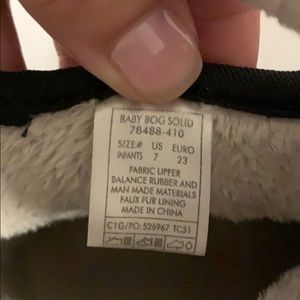 BABY BOG SOLID
78488-410
SIZE# US EURO
INFANTS 7 23
FABRIC UPPER
BALANCE RUBBER AND
MAN MADE MATERIALS
FAUX FUR LINING
MADE IN CHINA
C1G/PO: 526967 TC31